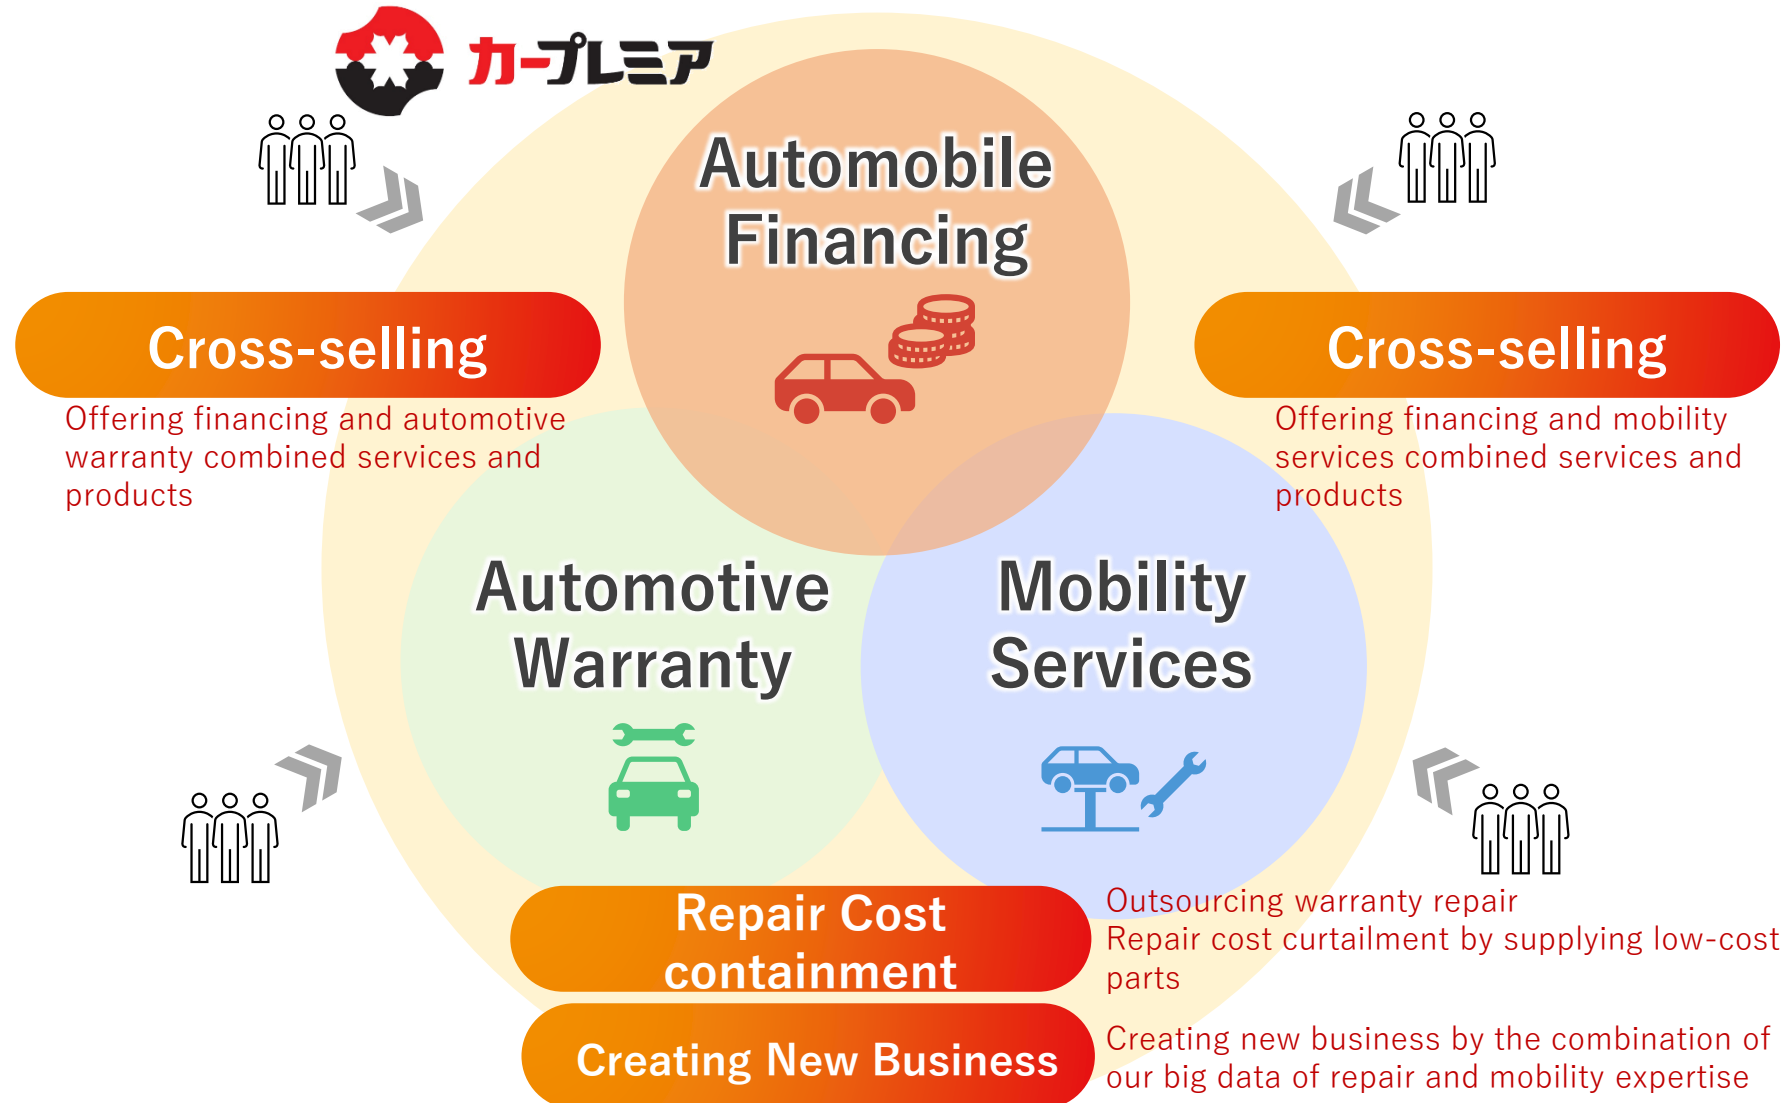 カープレミア
Automobile
Financing
Cross-selling
Offering financing and automotive
warranty combined services and
products
Cross-selling
Offering financing and mobility
services combined services and
products
Automotive
Warranty
Mobility
Services
Repair Cost
containment
Outsourcing warranty repair
Repair cost curtailment by supplying low-cost
parts
Creating New Business
Creating new business by the combination of
our big data of repair and mobility expertise